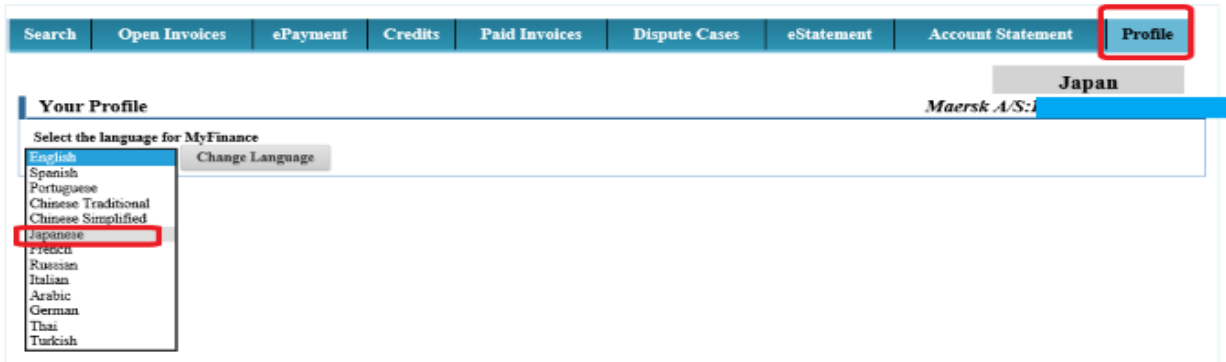 Search Open Invoices ePayment Credits Paid Invoices Dispute Cases eStatement Account Statement Profile
Japan
Your Profile Maersk A/S:
Select the language for MyFinance
English Change Language
Spanish
Portuguese
Chinese Traditional
Chinese Simplified
Japanese
French
Russian
Italian
Arabic
German
Thai
Turkish